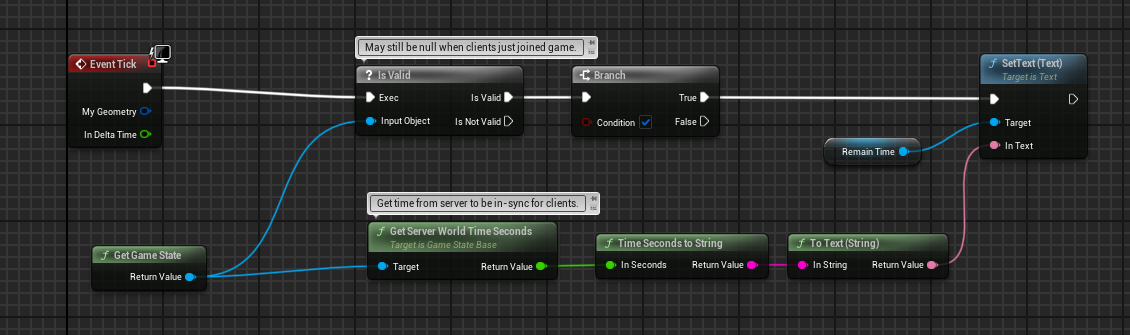 May still be null when clients just joined game.
Event Tick
My Geometry
In Delta Time
? Is Valid
Exec
Is Valid
Input Object
Is Not Valid
Branch
True
Condition
False
f SetText (Text)
Target is Text
Target
In Text
Remain Time
Get time from server to be in-sync for clients.
f Get Game State
Return Value
f Get Server World Time Seconds
Target is Game State Base
Target
Return Value
f Time Seconds to String
In Seconds
Return Value
f To Text (String)
In String
Return Value